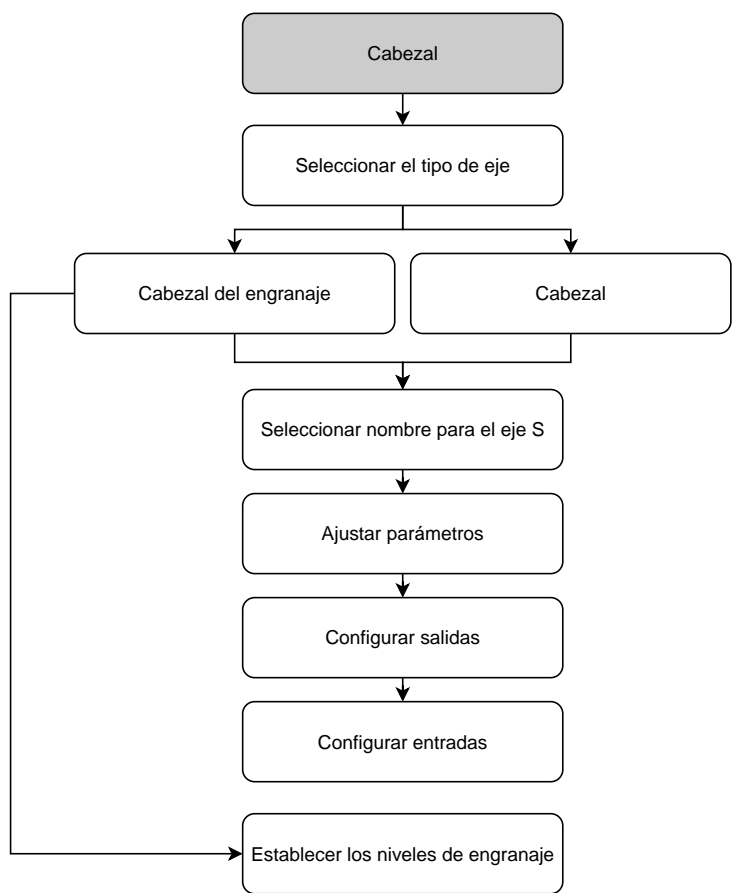 Cabezal
Seleccionar el tipo de eje
Cabezal del engranaje
Cabezal
Seleccionar nombre para el eje S
Ajustar parámetros
Configurar salidas
Configurar entradas
Establecer los niveles de engranaje